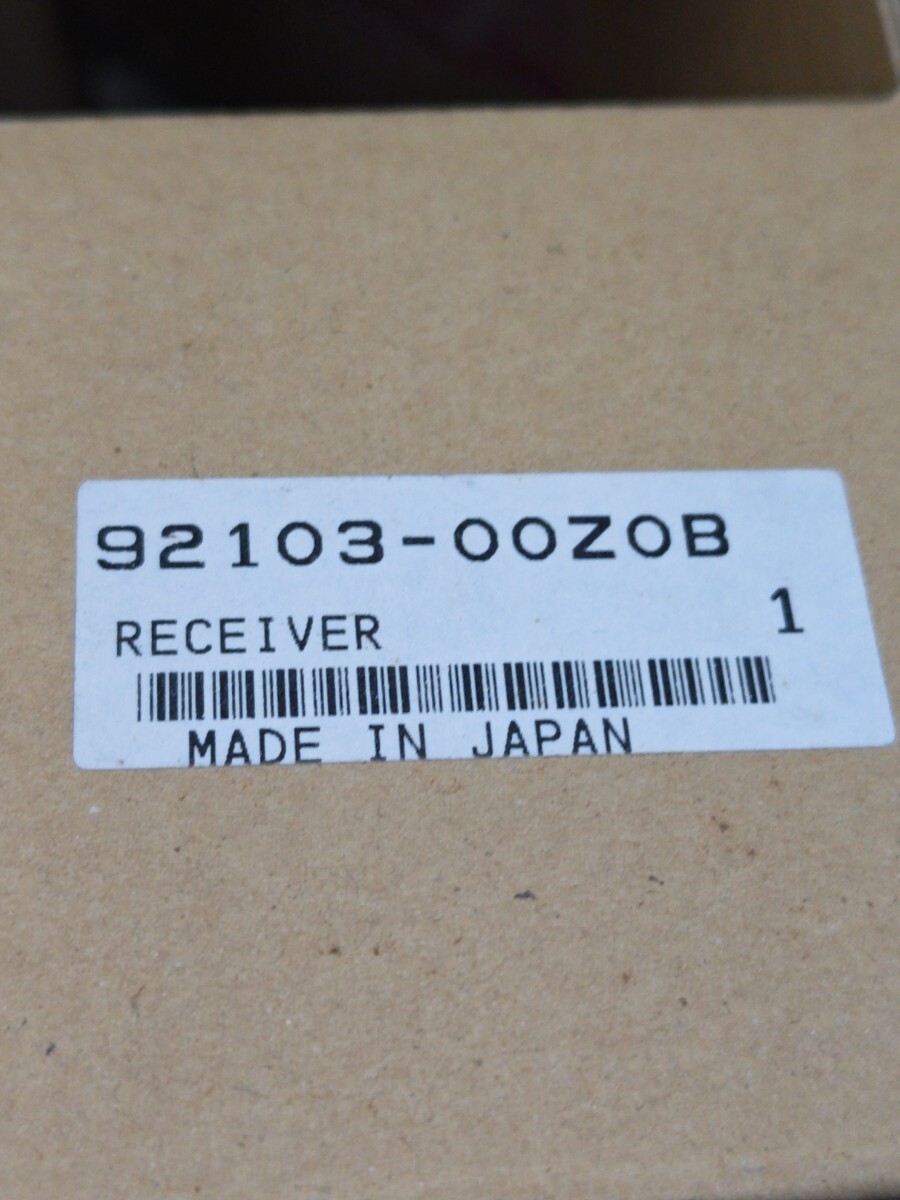 92103-00Z0B
RECEIVER 1
MADE IN JAPAN